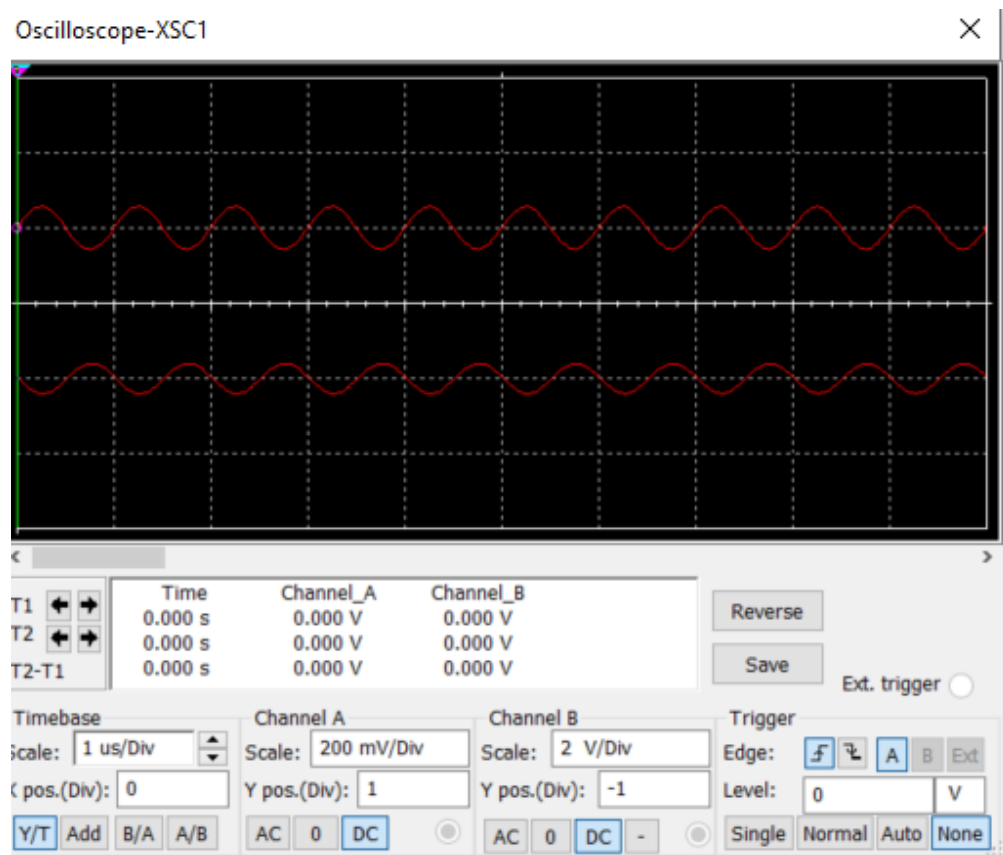 Oscilloscope-XSC1
Time Channel_A Channel_B
T1 0.000 s 0.000 V 0.000 V
T2 0.000 s 0.000 V 0.000 V
T2-T1 0.000 s 0.000 V 0.000 V
Reverse
Save
Ext. trigger
Timebase
Scale: 1 us/Div
X pos.(Div): 0
Y/T Add B/A A/B
Channel A
Scale: 200 mV/Div
Y pos.(Div): 1
AC 0 DC
Channel B
Scale: 2 V/Div
Y pos.(Div): -1
AC 0 DC -
Trigger
Edge: A B Ext
Level: 0 V
Single Normal Auto None